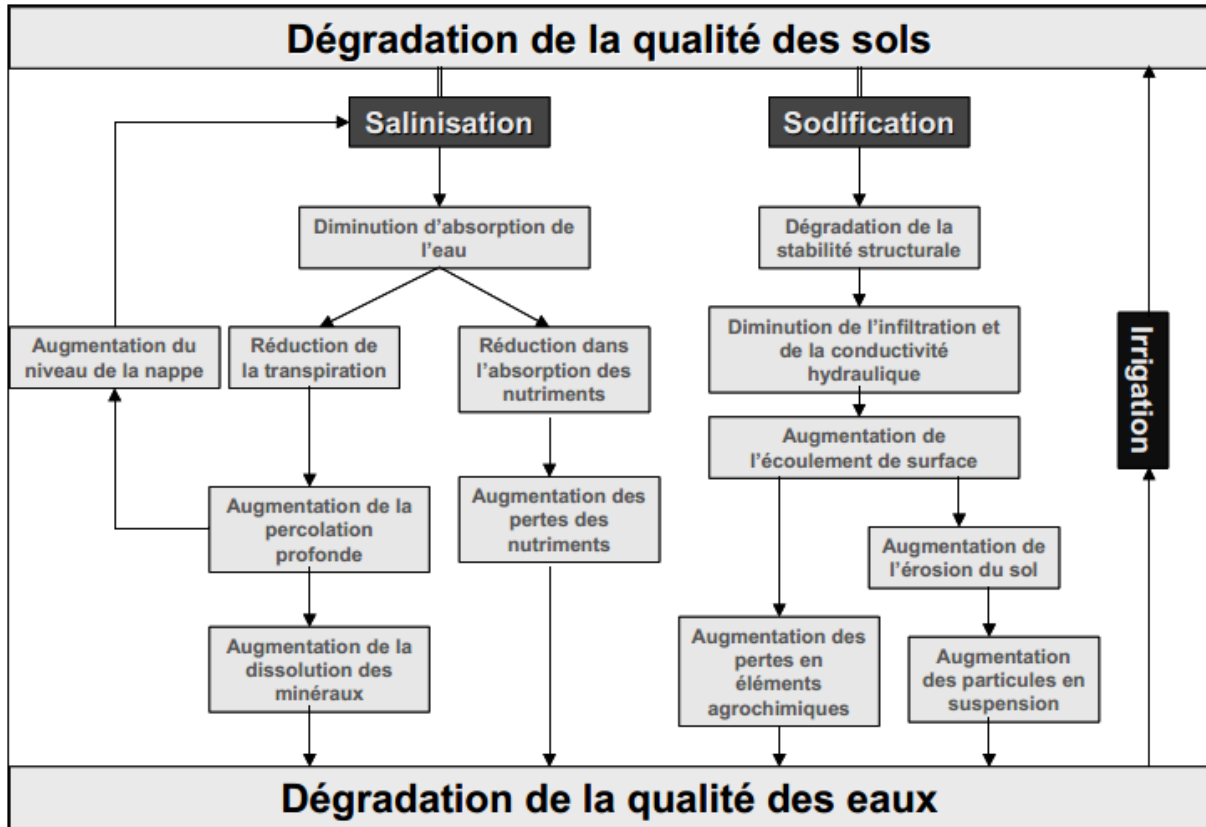 Dégradation de la qualité des sols
Salinisation
Sodification
Diminution d'absorption de
l'eau
Dégradation de la
stabilité structurale
Augmentation du
niveau de la nappe
Réduction de
la transpiration
Réduction dans
l'absorption des
nutriments
Diminution de l'infiltration et
de la conductivité
hydraulique
Irrigation
Augmentation de
l'écoulement de surface
Augmentation de la
percolation
profonde
Augmentation des
pertes des
nutriments
Augmentation de
l'érosion du sol
Augmentation de la
dissolution des
minéraux
Augmentation des
pertes en
éléments
agrochimiques
Augmentation
des particules en
suspension
Dégradation de la qualité des eaux